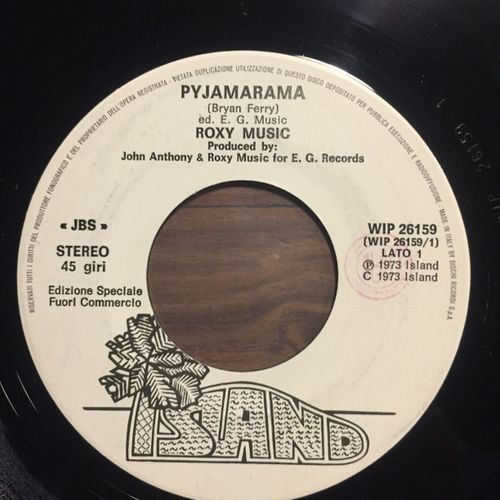 RISERVATI TUTTI I DIRITTI DEL PRODUTTORE FONOGRAFICO E DEL PROPRIETARIO DELL'OPERA REGISTRATA - VIETATA DUPLICAZIONE UTILIZZAZIONE DI QUESTO DISCO DEPOSITATO PER PUBBLICA ESECUZIONE E RADIODIFFUSIONE. MADE IN ITALY BY DISCHI RICORDI S.p.A.
PYJAMARAMA
(Bryan Ferry)
ed. E. G. Music
ROXY MUSIC
Produced by:
John Anthony & Roxy Music for E. G. Records
« JBS »
STEREO
45 giri
Edizione Speciale
Fuori Commercio
WIP 26159
(WIP 26159/1)
LATO 1
℗ 1973 Island
C 1973 Island
ISLAND